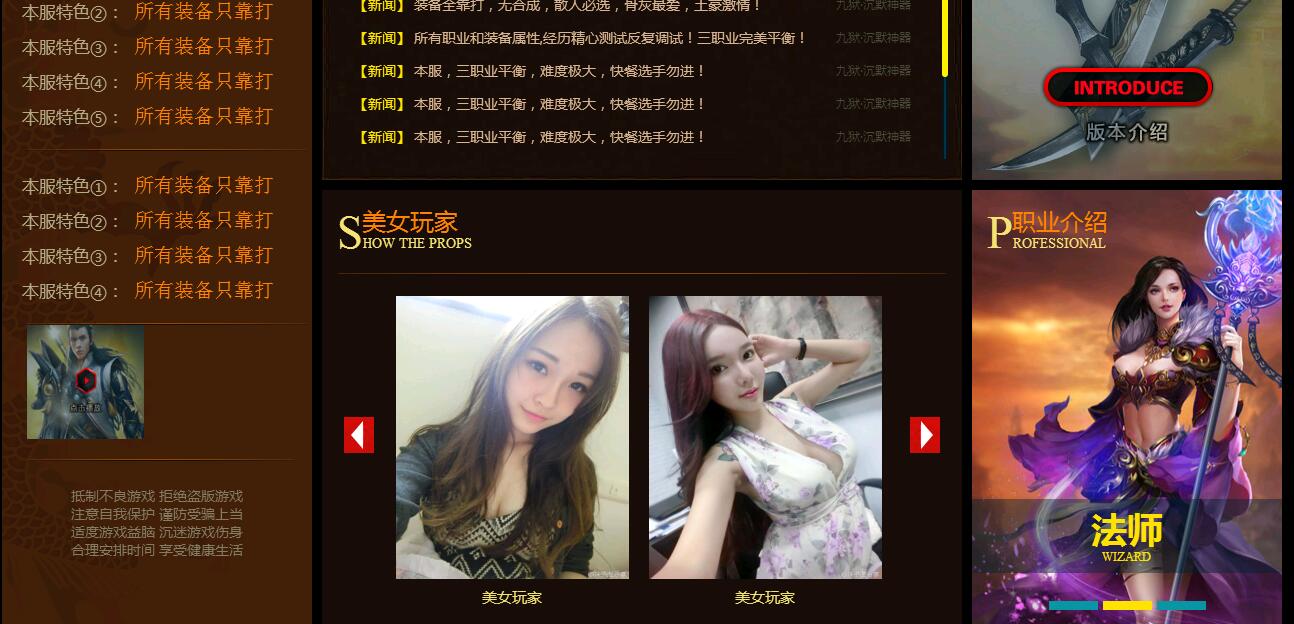 本服特色②： 所有装备只靠打
本服特色③： 所有装备只靠打
本服特色④： 所有装备只靠打
本服特色⑤： 所有装备只靠打
本服特色①： 所有装备只靠打
本服特色②： 所有装备只靠打
本服特色③： 所有装备只靠打
本服特色④： 所有装备只靠打
点击播放
抵制不良游戏 拒绝盗版游戏
注意自我保护 谨防受骗上当
适度游戏益脑 沉迷游戏伤身
合理安排时间 享受健康生活
【新闻】 装备全靠打，无合成，散人必选，骨灰最爱，土豪激情！ 九狱·沉默神器
【新闻】 所有职业和装备属性,经历精心测试反复调试！三职业完美平衡！ 九狱·沉默神器
【新闻】 本服，三职业平衡，难度极大，快餐选手勿进！ 九狱·沉默神器
【新闻】 本服，三职业平衡，难度极大，快餐选手勿进！ 九狱·沉默神器
【新闻】 本服，三职业平衡，难度极大，快餐选手勿进！ 九狱·沉默神器
美女玩家
SHOW THE PROPS
美女玩家
美女玩家
INTRODUCE
版本介绍
职业介绍
PROFESSIONAL
法师
WIZARD